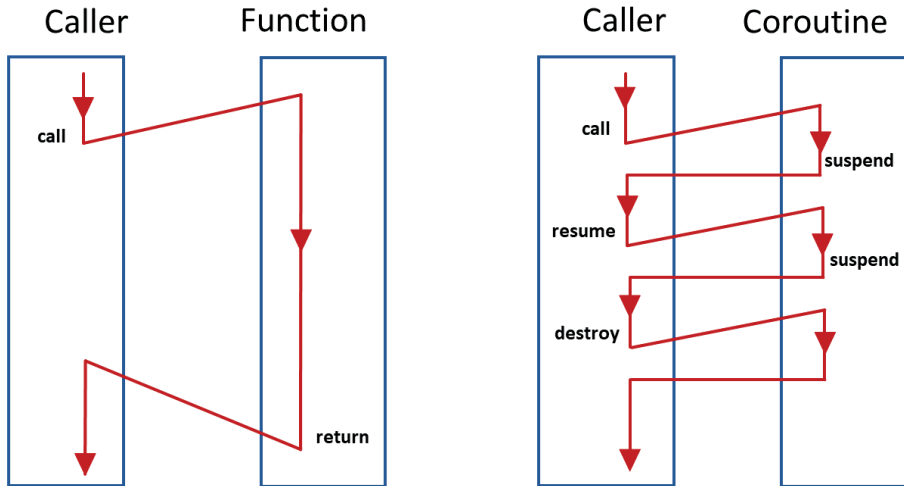 Caller
Function
call
return
Caller
Coroutine
call
suspend
resume
suspend
destroy